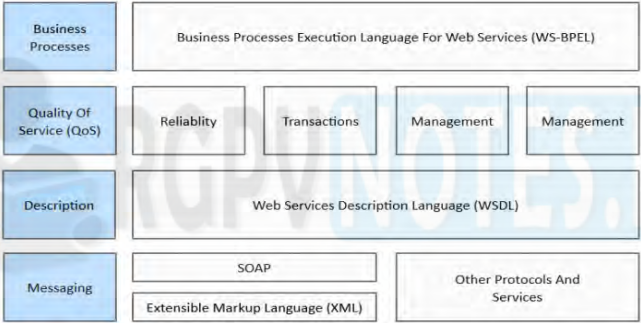 Business
Processes
Business Processes Execution Language For Web Services (WS-BPEL)
Quality Of
Service (QoS)
Reliablity
Transactions
Management
Management
Description
Web Services Description Language (WSDL)
Messaging
SOAP
Extensible Markup Language (XML)
Other Protocols And
Services
RGPVNOTES.